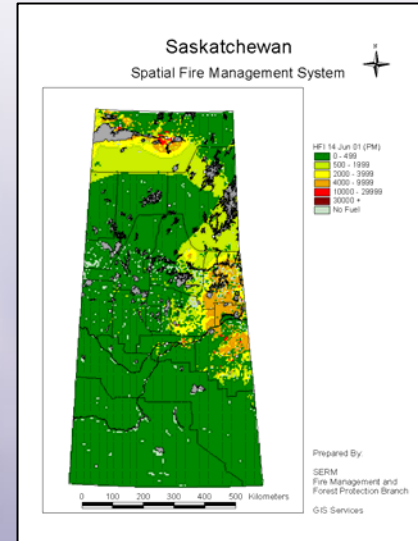 Saskatchewan
Spatial Fire Management System
N
HFI 14 Jun 01 (PM)
0 - 499
500 - 1999
2000 - 3999
4000 - 9999
10000 - 29999
30000 +
No Fuel
0 100 200 300 400 500 Kilometers
Prepared By:
SERM
Fire Management and
Forest Protection Branch
GIS Services